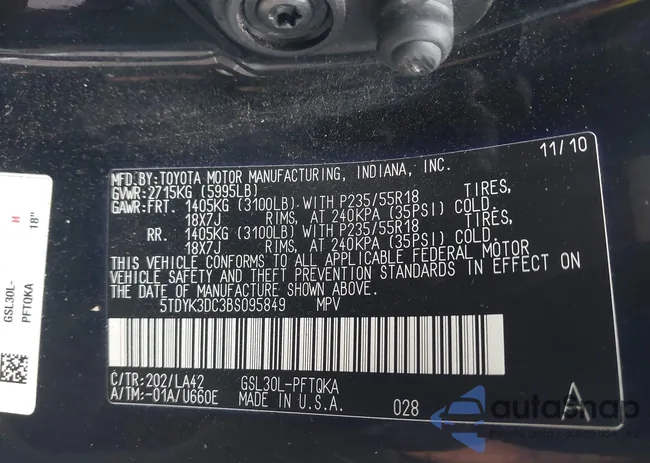 11/10
MFD.BY: TOYOTA MOTOR MANUFACTURING, INDIANA, INC.
GVWR: 2715KG (5995LB)
GAWR: FRT. 1405KG (3100LB) WITH P235/55R18 TIRES,
18X7J RIMS, AT 240KPA (35PSI) COLD.
RR. 1405KG (3100LB) WITH P235/55R18 TIRES,
18X7J RIMS, AT 240KPA (35PSI) COLD.
THIS VEHICLE CONFORMS TO ALL APPLICABLE FEDERAL MOTOR
VEHICLE SAFETY AND THEFT PREVENTION STANDARDS IN EFFECT ON
THE DATE OF MANUFACTURE SHOWN ABOVE.
5TDYK3DC3BS095849 MPV
C/TR: 202/LA42 GSL30L-PFTQKA
A/TM: -01A/U660E MADE IN U.S.A. 028
A
H
18"
GSL30L-
PFTQKA
autoSnap